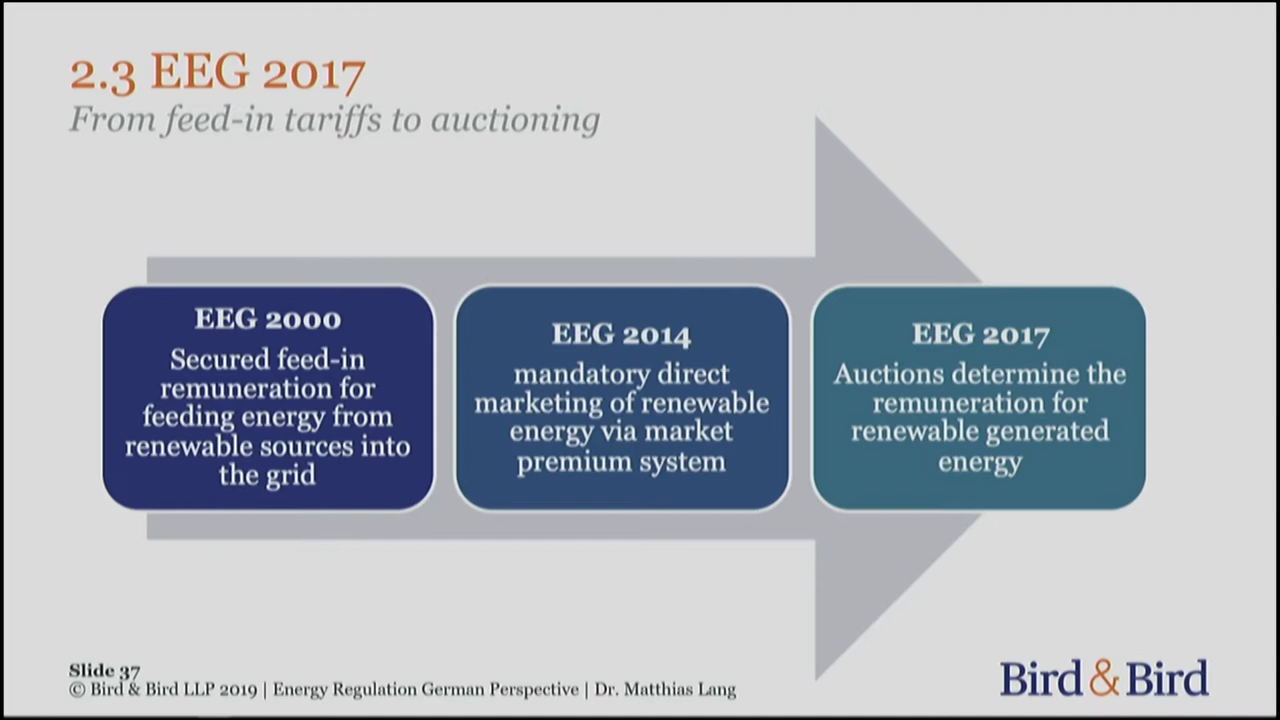 2.3 EEG 2017
From feed-in tariffs to auctioning
EEG 2000
Secured feed-in
remuneration for
feeding energy from
renewable sources into
the grid
EEG 2014
mandatory direct
marketing of renewable
energy via market
premium system
EEG 2017
Auctions determine the
remuneration for
renewable generated
energy
Slide 37
© Bird & Bird LLP 2019 | Energy Regulation German Perspective | Dr. Matthias Lang
Bird & Bird